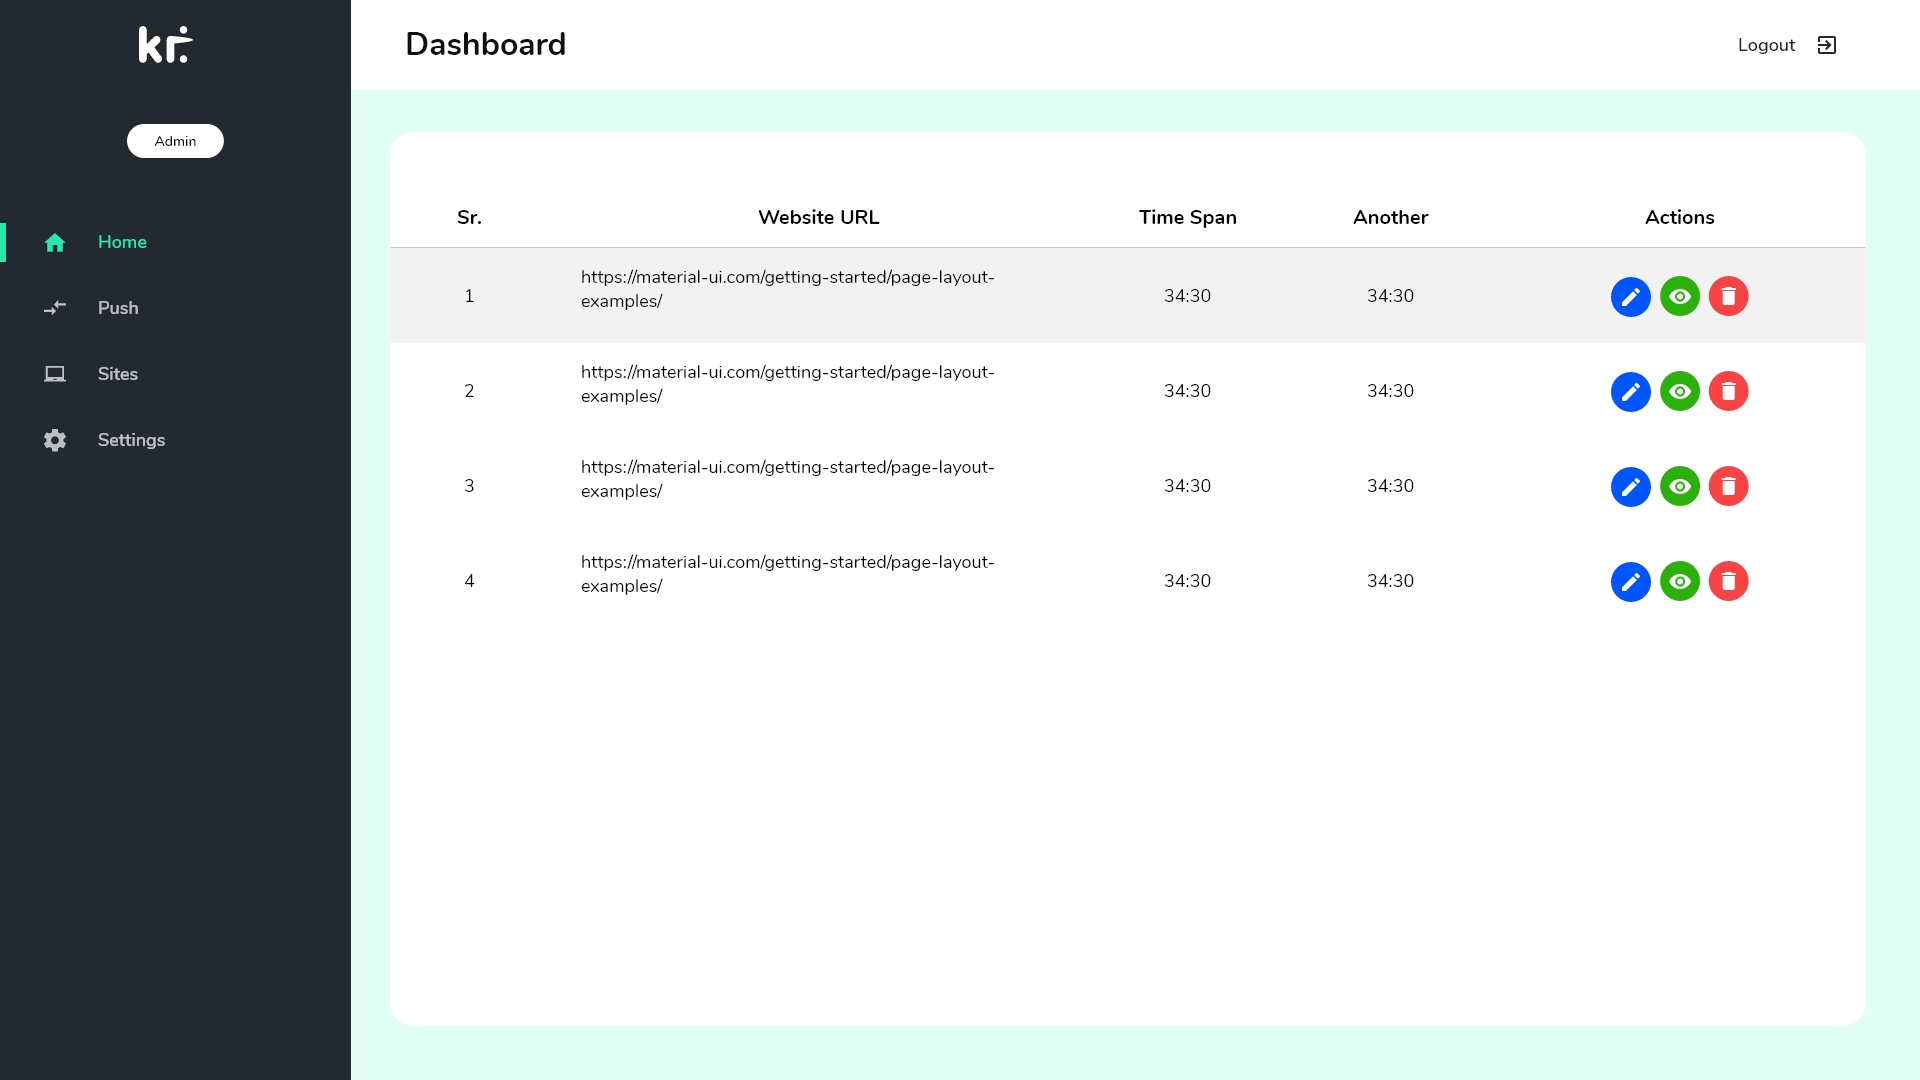 kr.
Dashboard
Logout
Admin
Home
Push
Sites
Settings
Sr. Website URL Time Span Another Actions
1 https://material-ui.com/getting-started/page-layout-
examples/ 34:30 34:30
2 https://material-ui.com/getting-started/page-layout-
examples/ 34:30 34:30
3 https://material-ui.com/getting-started/page-layout-
examples/ 34:30 34:30
4 https://material-ui.com/getting-started/page-layout-
examples/ 34:30 34:30